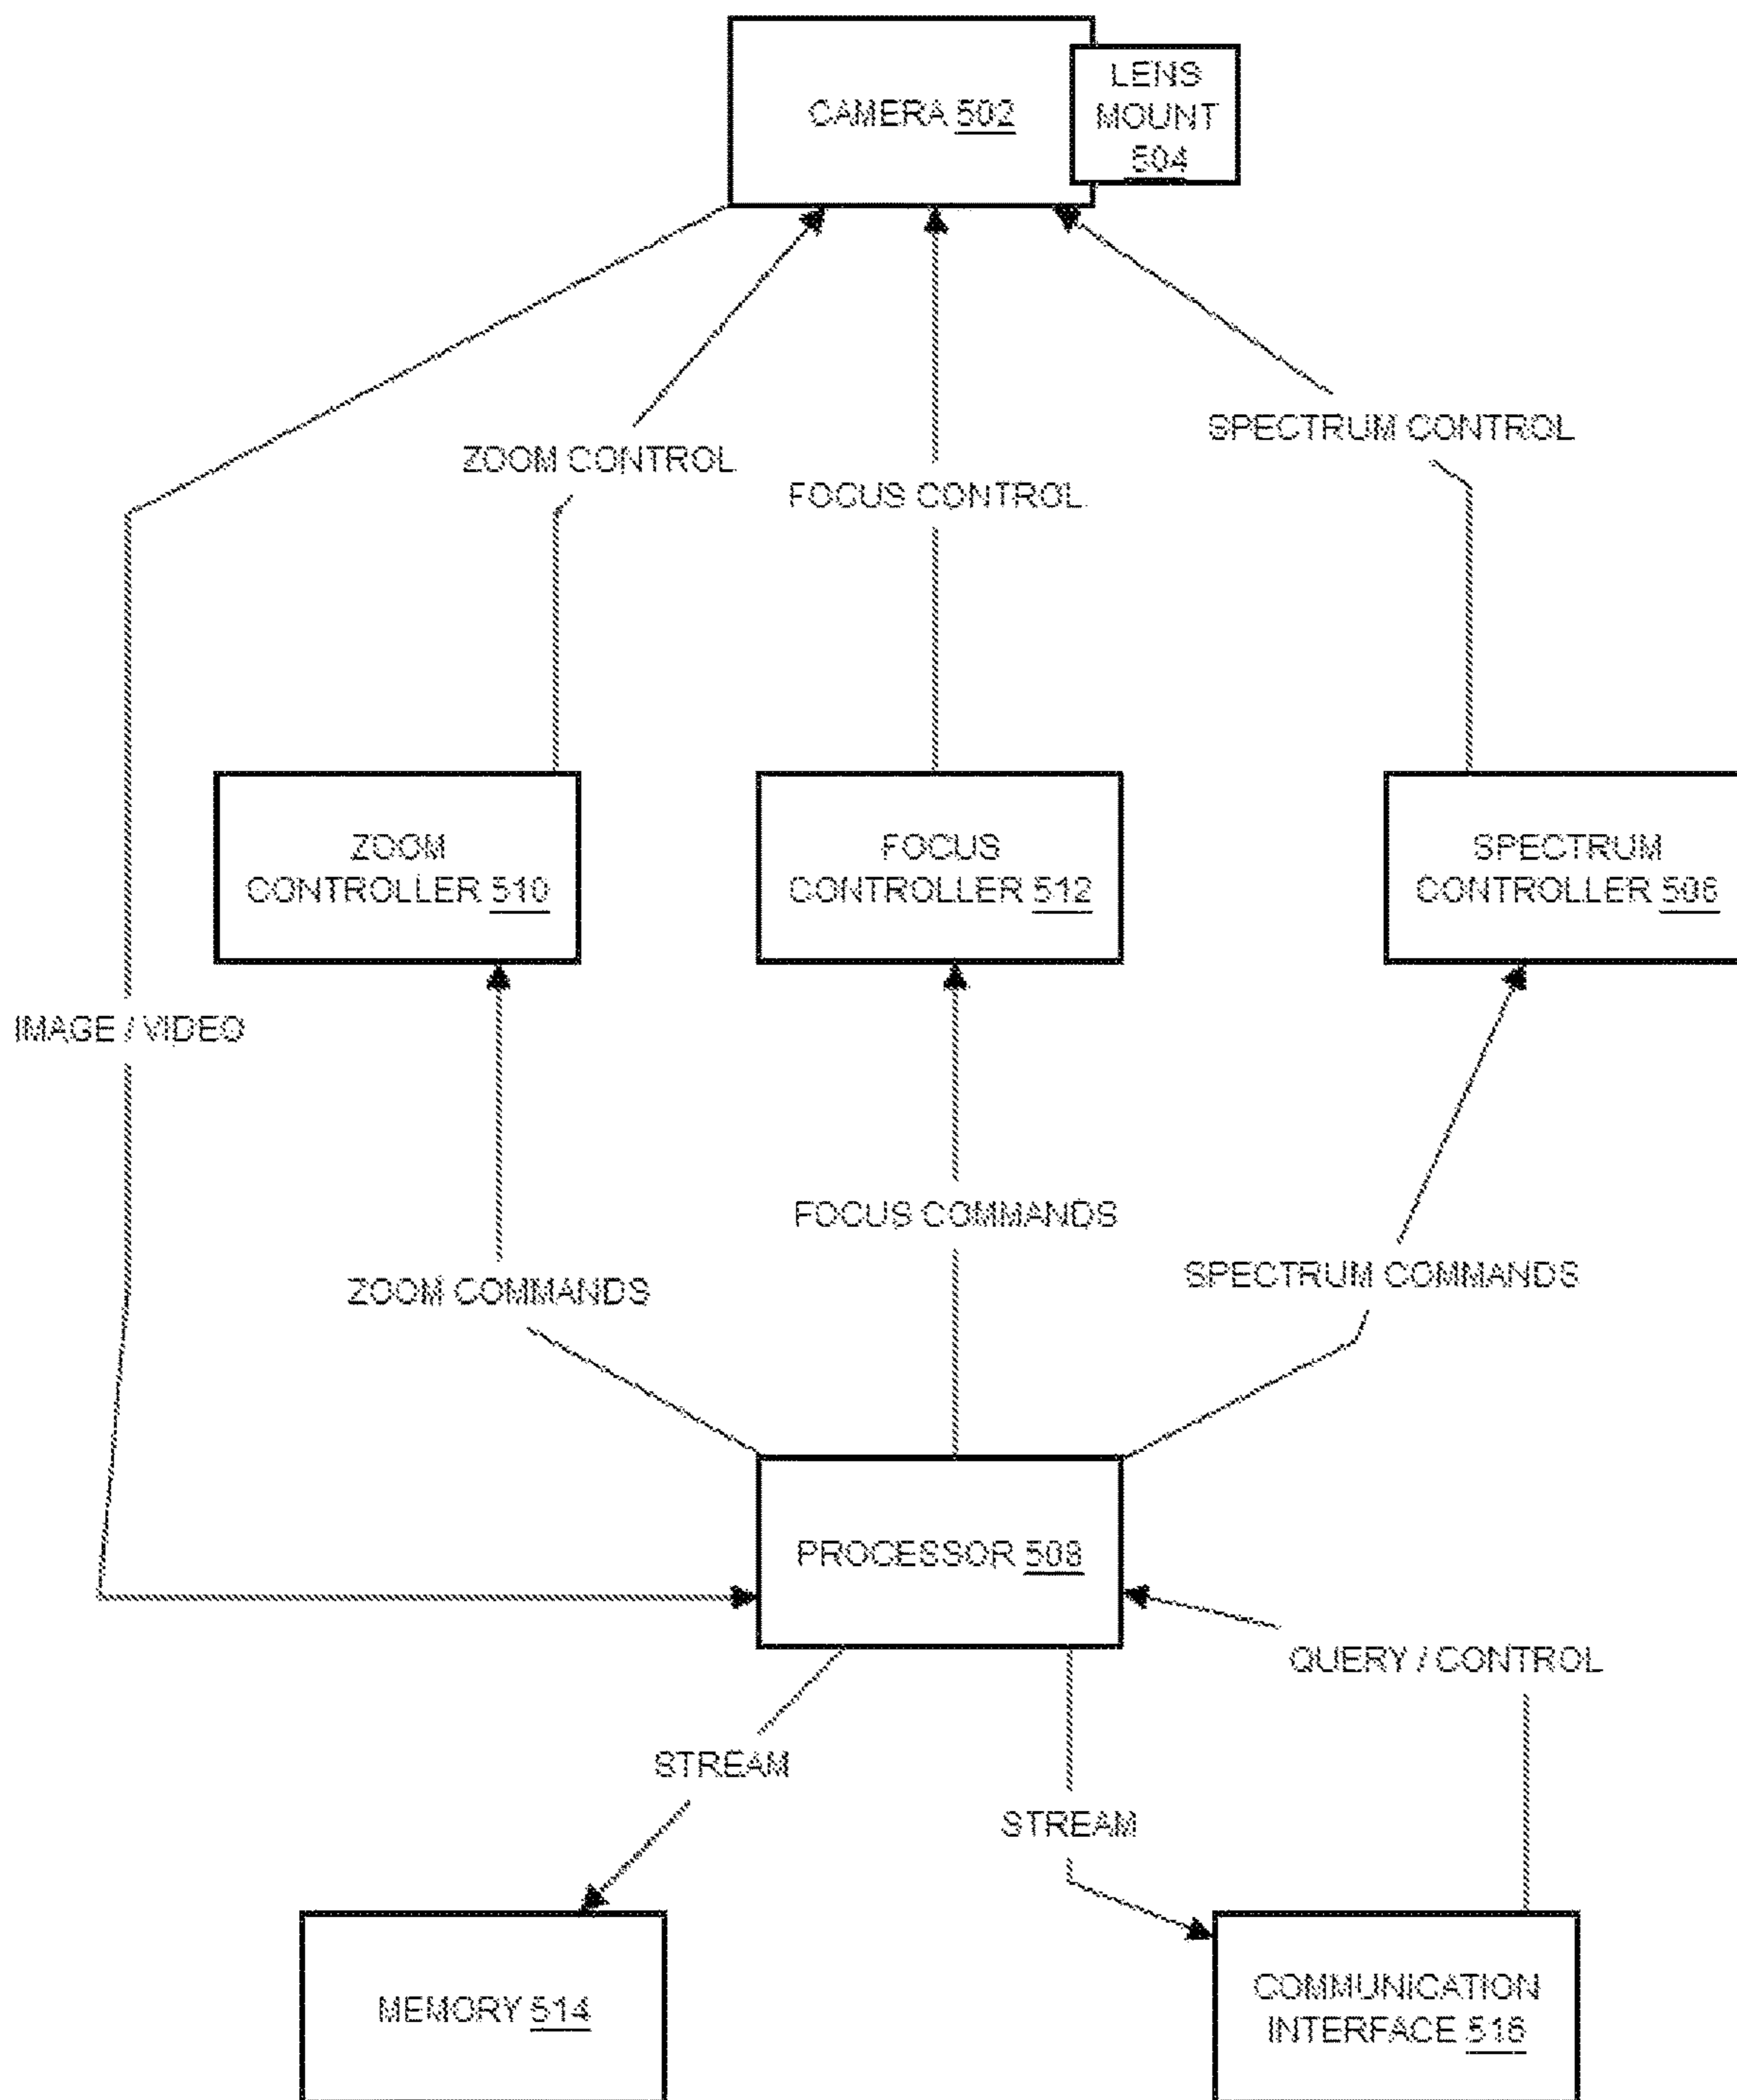 CAMERA 502
LENS
MOUNT
504
SPECTRUM CONTROL
ZOOM CONTROL
FOCUS CONTROL
ZOOM
CONTROLLER 510
FOCUS
CONTROLLER 512
SPECTRUM
CONTROLLER 506
IMAGE / VIDEO
FOCUS COMMANDS
SPECTRUM COMMANDS
ZOOM COMMANDS
PROCESSOR 508
QUERY / CONTROL
STREAM
STREAM
MEMORY 514
COMMUNICATION
INTERFACE 516